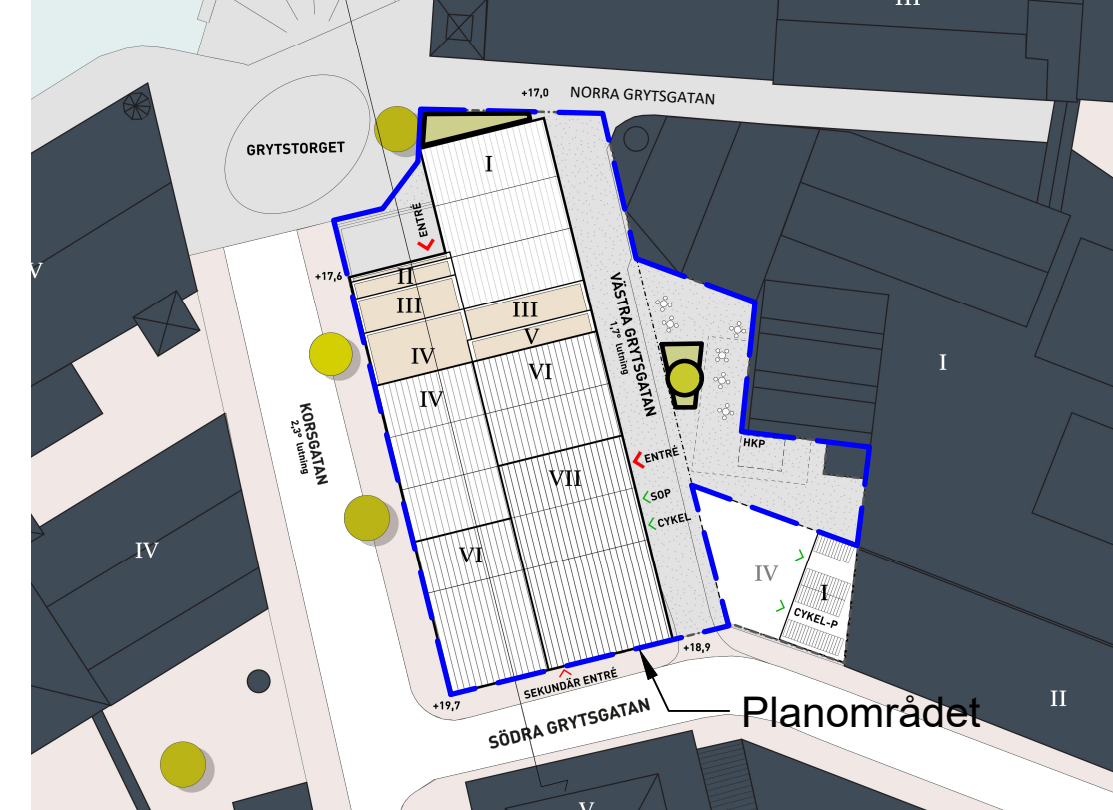 III
+17,0
NORRA GRYTSGATAN
GRYTSTORGET
I
ENTRÉ
+17,6
II
III
III
IV
V
V
VI
IV
VÄSTRA GRYTSGATAN
1,7° lutning
I
KORSGATAN
2,3° lutning
HKP
ENTRÉ
VII
SOP
CYKEL
IV
VI
IV
I
CYKEL-P
+18,9
SEKUNDÄR ENTRÉ
+19,7
II
Planområdet
SÖDRA GRYTSGATAN
V